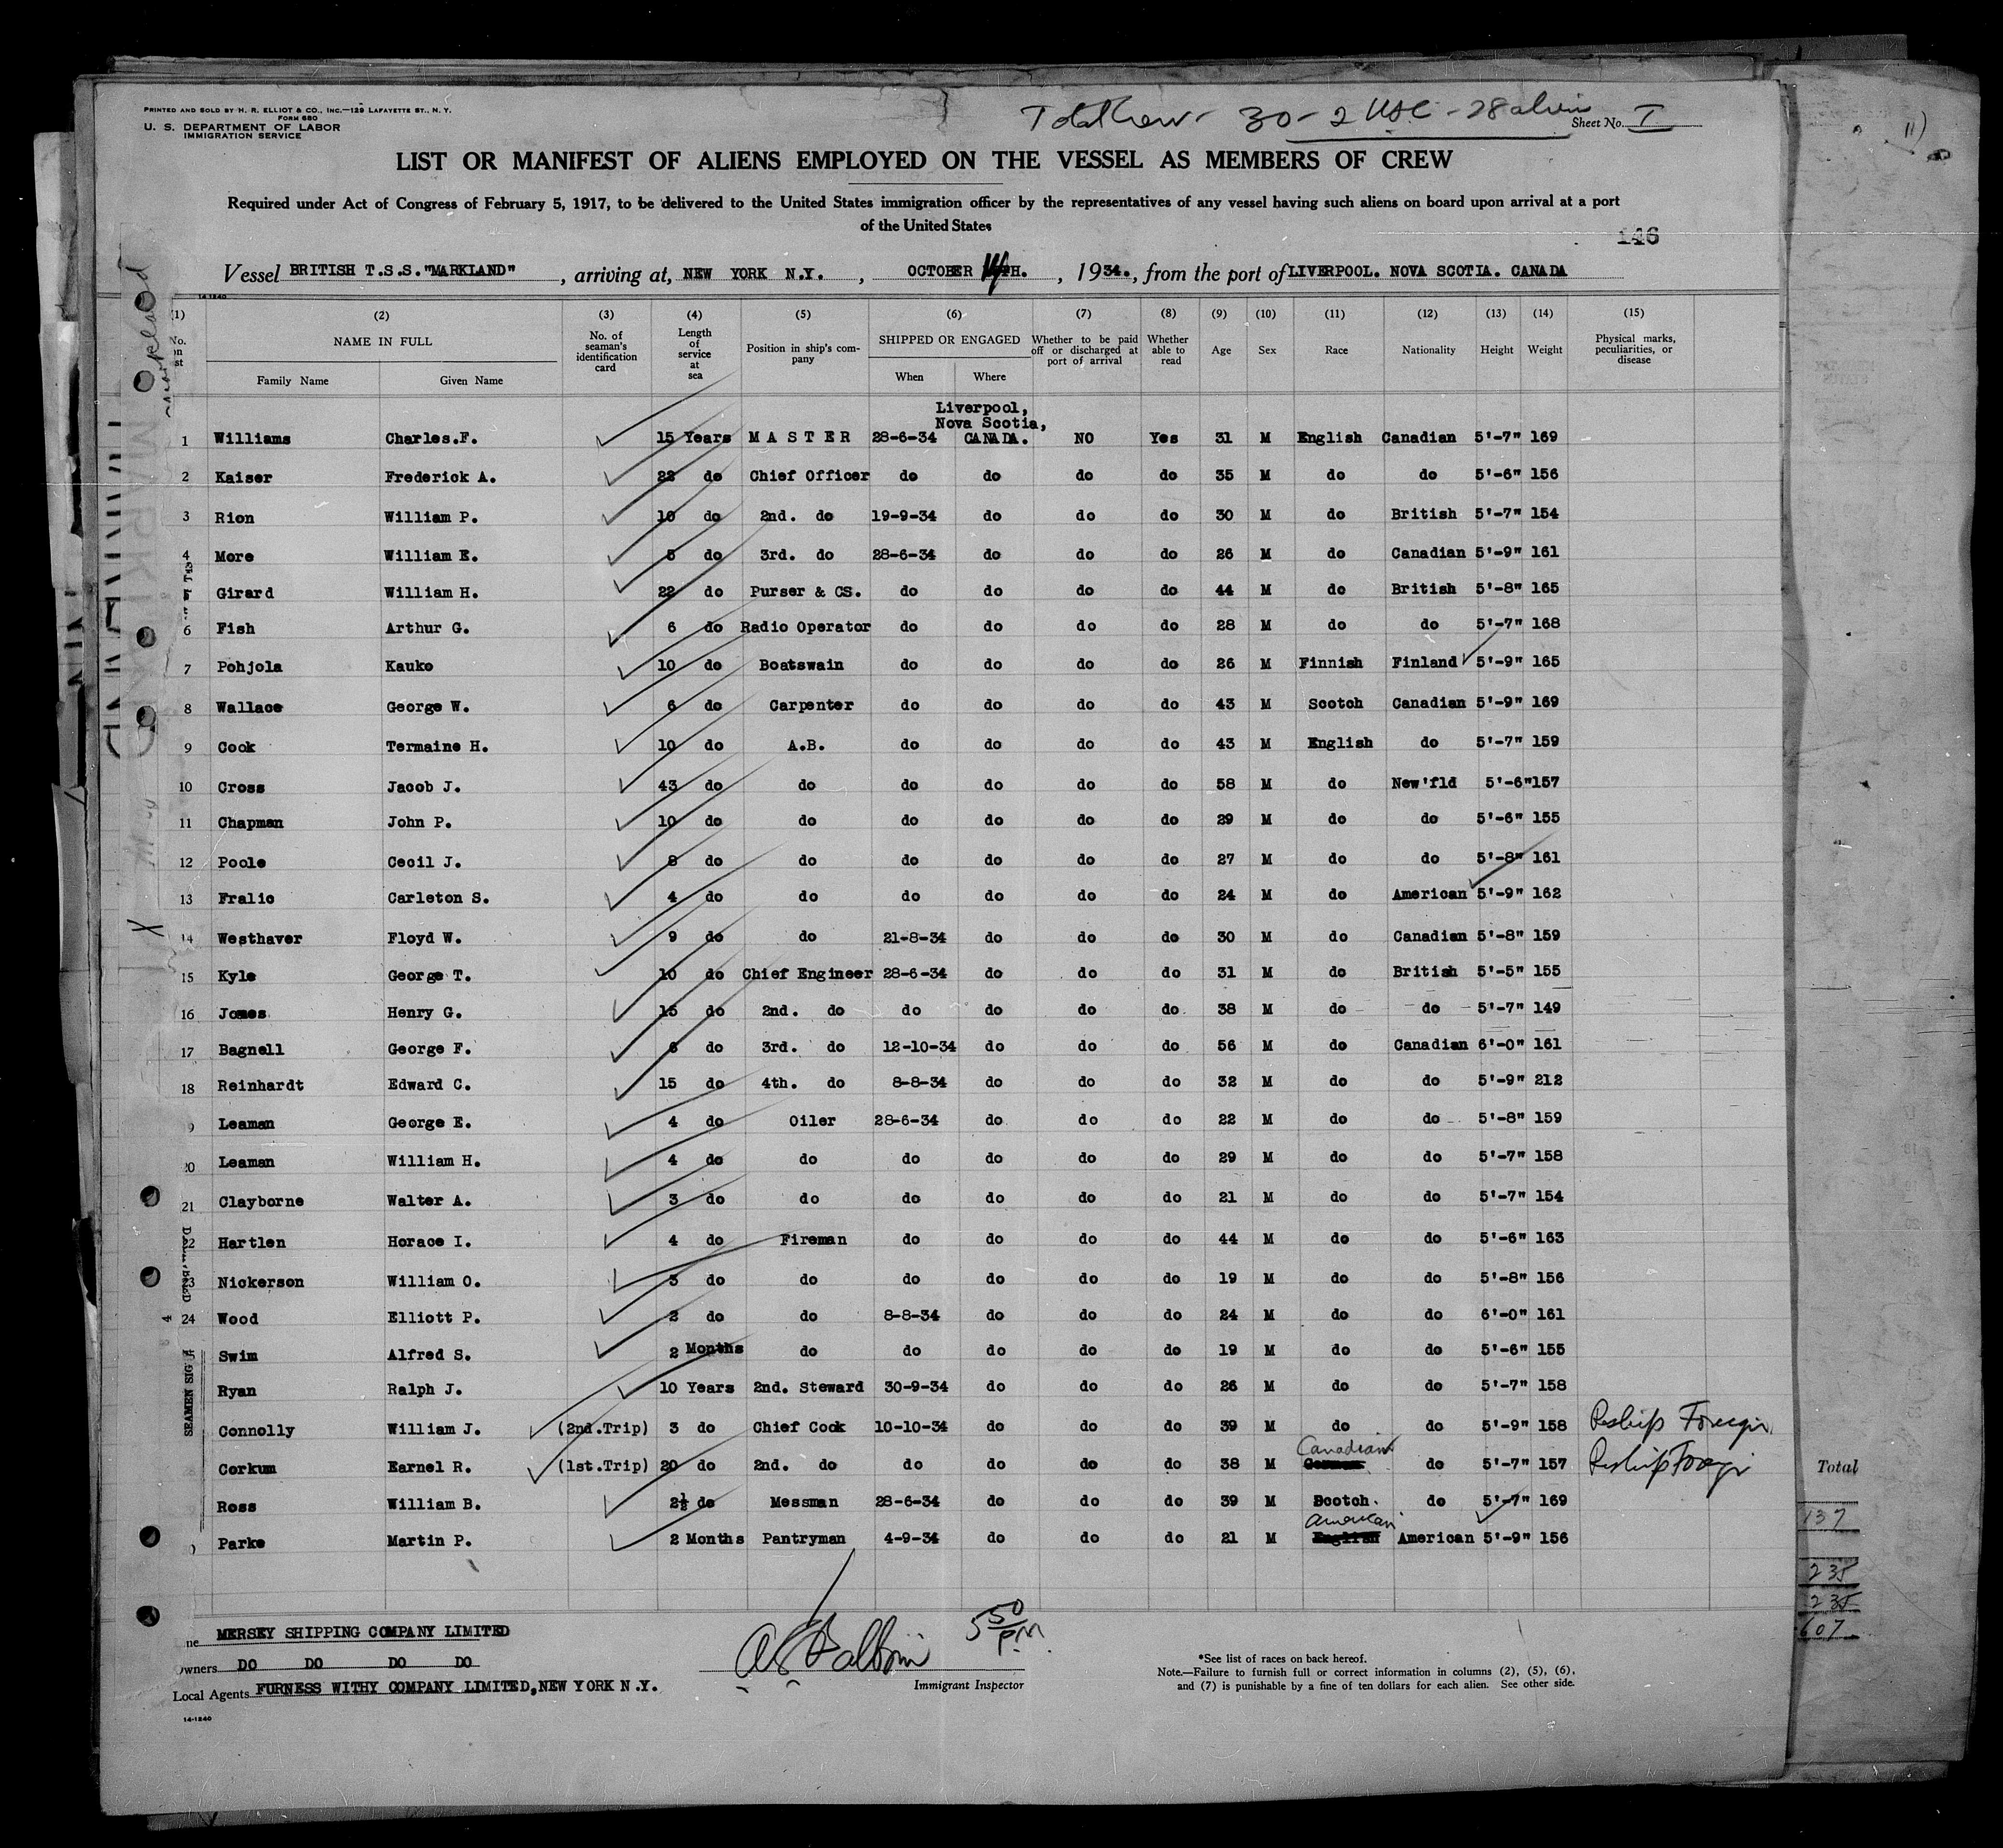 PRINTED AND SOLD BY H. R. ELLIOT & CO., INC.—129 LAFAYETTE ST., N. Y.
FORM 680
U. S. DEPARTMENT OF LABOR
IMMIGRATION SERVICE
Total Crew - 30 - 2 USC - 28 aliens
Sheet No. I
LIST OR MANIFEST OF ALIENS EMPLOYED ON THE VESSEL AS MEMBERS OF CREW
Required under Act of Congress of February 5, 1917, to be delivered to the United States immigration officer by the representatives of any vessel having such aliens on board upon arrival at a port
of the United States
146
Vessel BRITISH T.S.S."MARKLAND", arriving at, NEW YORK N.Y., OCTOBER 14TH., 1934., from the port of LIVERPOOL. NOVA SCOTIA. CANADA
14-1240
(1) (2) (3) (4) (5) (6) (7) (8) (9) (10) (11) (12) (13) (14) (15)
No. on list NAME IN FULL No. of seaman's identification card Length of service at sea Position in ship's company SHIPPED OR ENGAGED Whether to be paid off or discharged at port of arrival Whether able to read Age Sex Race Nationality Height Weight Physical marks, peculiarities, or disease
Family Name Given Name When Where
1 Williams Charles.F. 15 Years MASTER 28-6-34 Liverpool, Nova Scotia, CANADA. NO Yes 31 M English Canadian 5'-7" 169
2 Kaiser Frederick A. 22 do Chief Officer do do do do 35 M do do 5'-6" 156
3 Rion William P. 10 do 2nd. do 19-9-34 do do do 30 M do British 5'-7" 154
4 More William E. 5 do 3rd. do 28-6-34 do do do 26 M do Canadian 5'-9" 161
Girard William H. 22 do Purser & CS. do do do do 44 M do British 5'-8" 165
6 Fish Arthur G. 6 do Radio Operator do do do do 28 M do do 5'-7" 168
7 Pohjola Kauko 10 do Boatswain do do do do 26 M Finnish Finland 5'-9" 165
8 Wallace George W. 6 do Carpenter do do do do 43 M Scotch Canadian 5'-9" 169
9 Cook Termaine H. 10 do A.B. do do do do 43 M English do 5'-7" 159
10 Cross Jacob J. 43 do do do do do do 58 M do New'fld 5'-6" 157
11 Chapman John P. 10 do do do do do do 29 M do do 5'-6" 155
12 Poole Cecil J. 8 do do do do do do 27 M do do 5'-8" 161
13 Fralic Carleton S. 4 do do do do do do 24 M do American 5'-9" 162
14 Westhaver Floyd W. 9 do do 21-8-34 do do do 30 M do Canadian 5'-8" 159
15 Kyle George T. 10 do Chief Engineer 28-6-34 do do do 31 M do British 5'-5" 155
16 Jones Henry G. 15 do 2nd. do do do do do 38 M do do 5'-7" 149
17 Bagnell George F. 6 do 3rd. do 12-10-34 do do do 56 M do Canadian 6'-0" 161
18 Reinhardt Edward C. 15 do 4th. do 8-8-34 do do do 32 M do do 5'-9" 212
9 Leaman George E. 4 do Oiler 28-6-34 do do do 22 M do do 5'-8" 159
20 Leaman William H. 4 do do do do do do 29 M do do 5'-7" 158
21 Clayborne Walter A. 3 do do do do do do 21 M do do 5'-7" 154
22 Hartlen Horace I. 4 do Fireman do do do do 44 M do do 5'-6" 163
23 Nickerson William O. 3 do do do do do do 19 M do do 5'-8" 156
24 Wood Elliott P. 2 do do 8-8-34 do do do 24 M do do 6'-0" 161
5 Swim Alfred S. 2 Months do do do do do 19 M do do 5'-6" 155
Ryan Ralph J. 10 Years 2nd. Steward 30-9-34 do do do 26 M do do 5'-7" 158
Connolly William J. (2nd.Trip) 3 do Chief Cook 10-10-34 do do do 39 M do do 5'-9" 158 Reship Foreign
Corkum Earnel R. (1st.Trip) 20 do 2nd. do do do do do 38 M Canadian do 5'-7" 157 Reship Foreign
Ross William B. 2½ do Messman 28-6-34 do do do 39 M Scotch. do 5'-7" 169
Parke Martin P. 2 Months Pantryman 4-9-34 do do do 21 M American English American 5'-9" 156
SEAMEN SIG
MERSEY SHIPPING COMPANY LIMITED
Owners DO DO DO DO
Local Agents FURNESS WITHY COMPANY LIMITED, NEW YORK N.Y.
14-1240
5 50 PM
Immigrant Inspector
*See list of races on back hereof.
Note.—Failure to furnish full or correct information in columns (2), (5), (6), and (7) is punishable by a fine of ten dollars for each alien. See other side.
Total
137
235
235
607